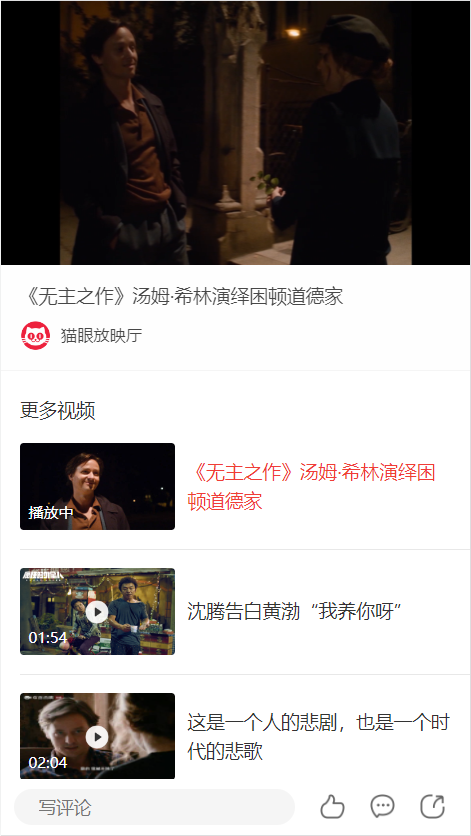 《无主之作》汤姆·希林演绎困顿道德家
猫眼放映厅
更多视频
播放中
《无主之作》汤姆·希林演绎困
顿道德家
01:54
沈腾告白黄渤“我养你呀”
02:04
这是一个人的悲剧，也是一个时
代的悲歌
写评论